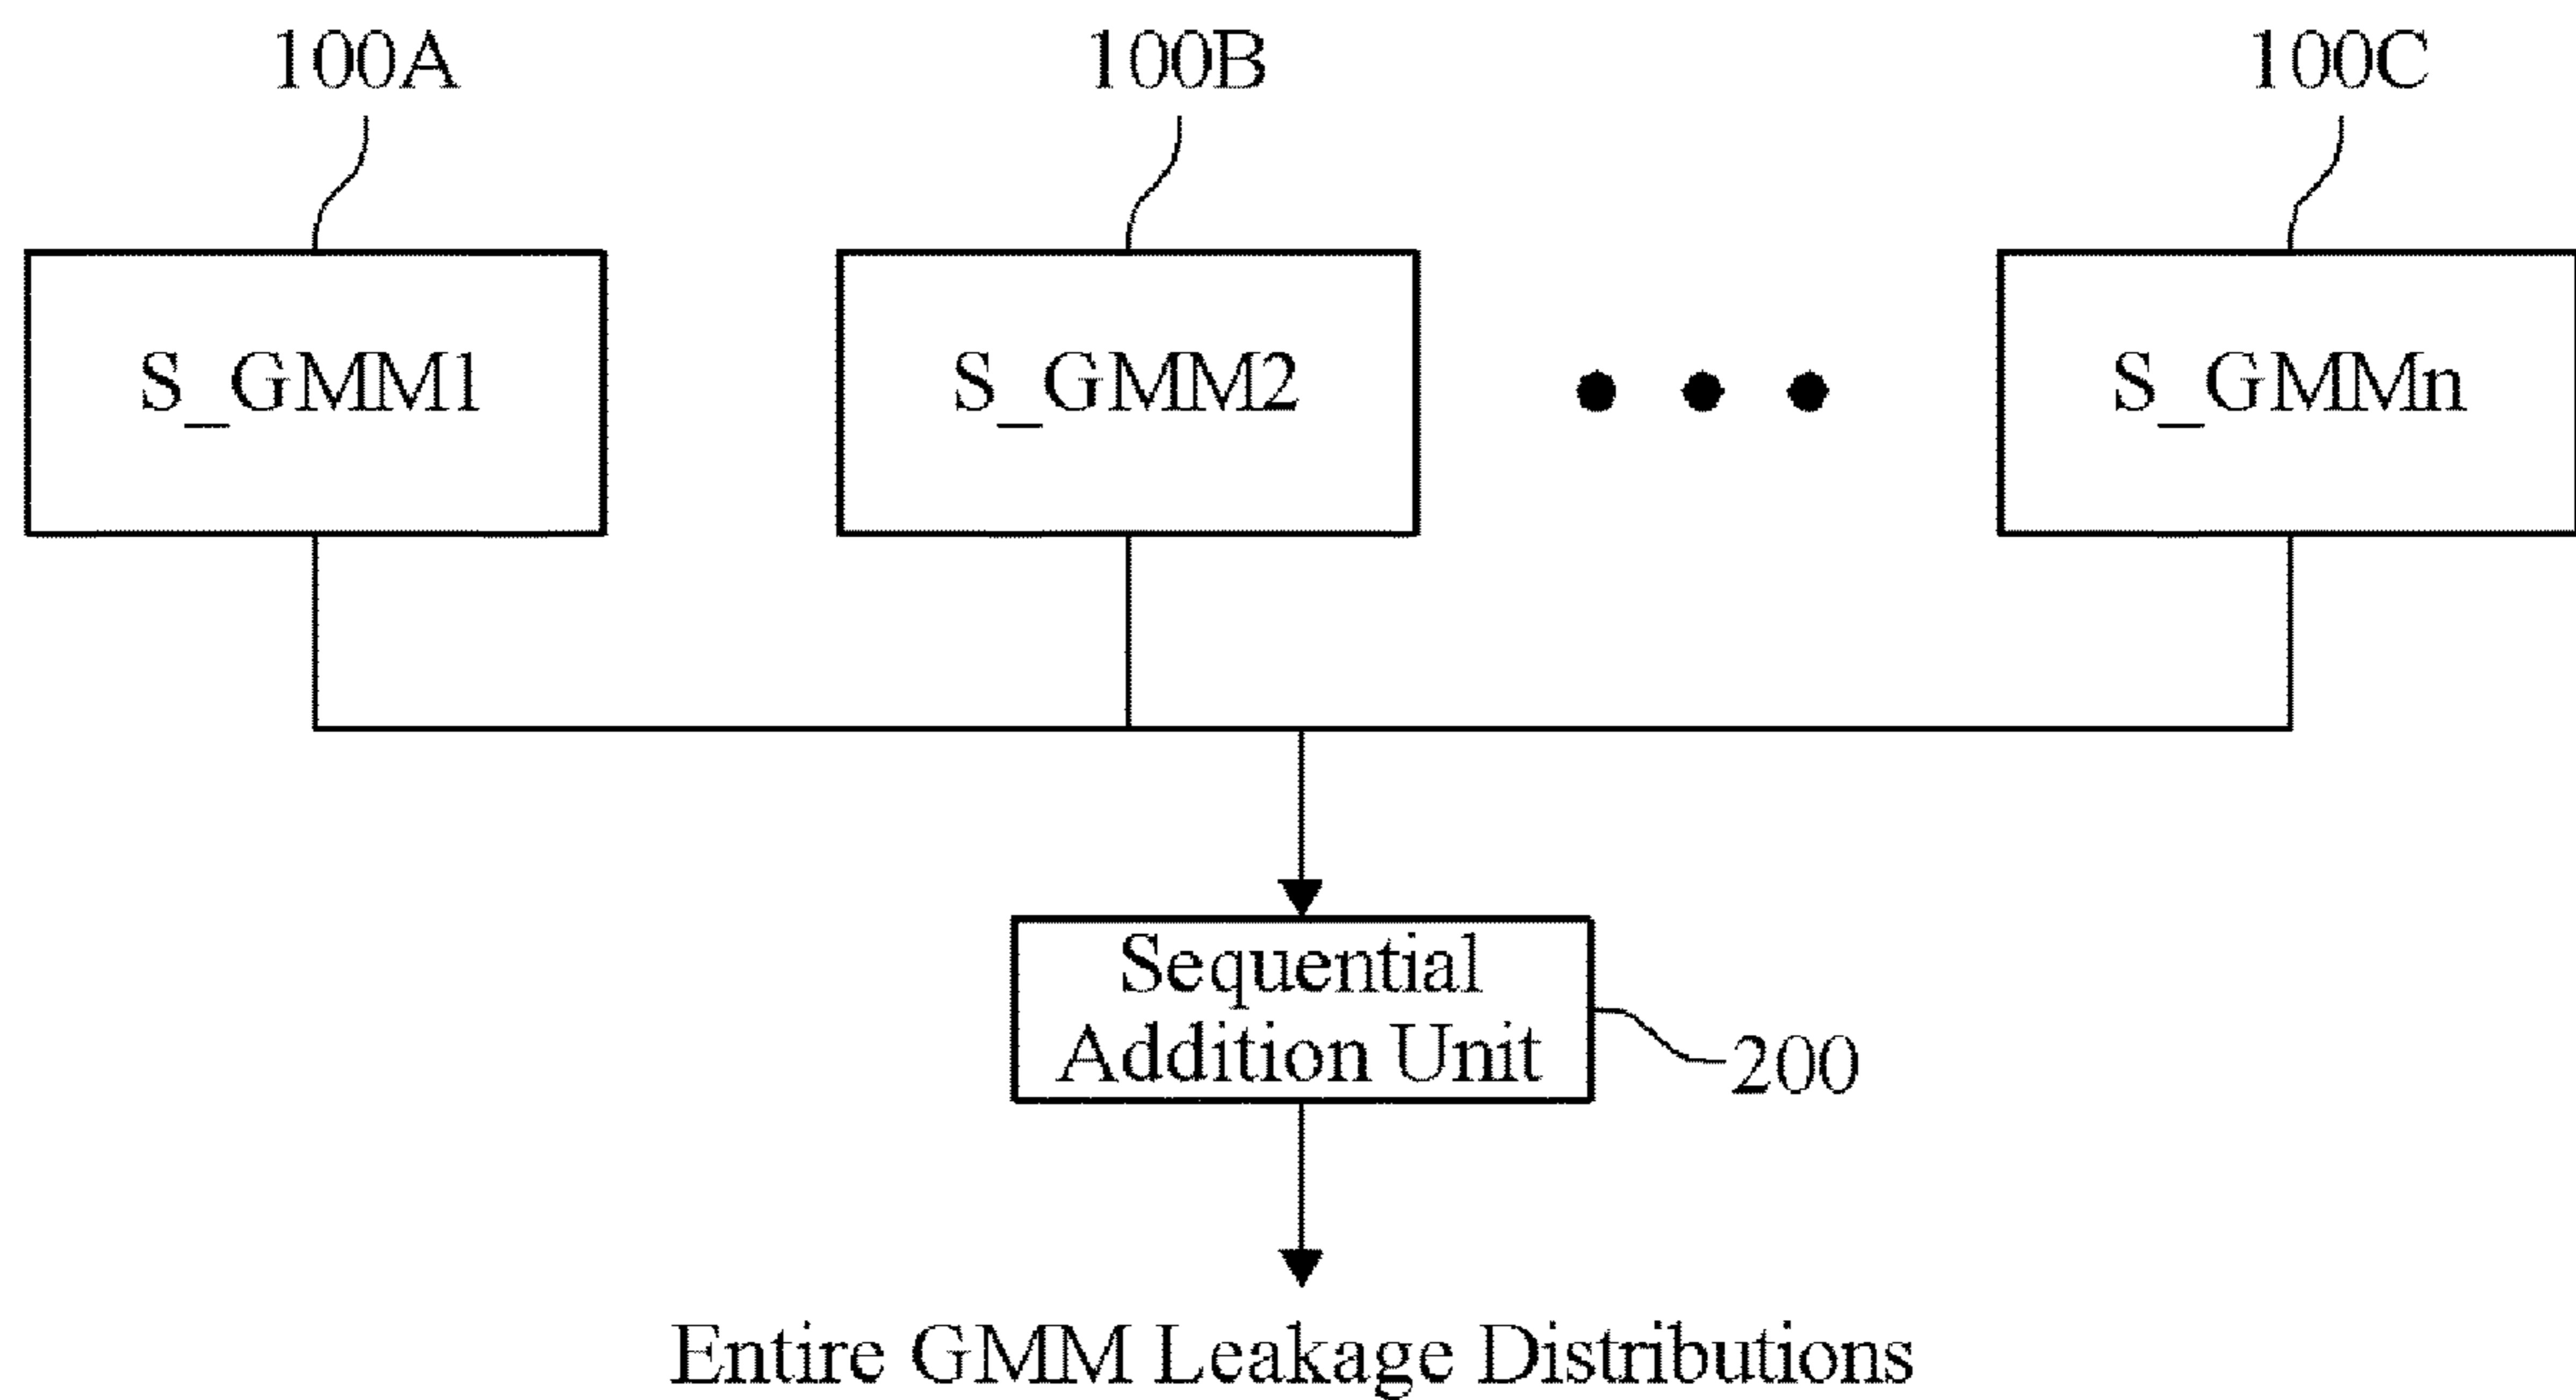 100A
100B
100C
S_GMM1
S_GMM2
S_GMMn
Sequential
Addition Unit
200
Entire GMM Leakage Distributions